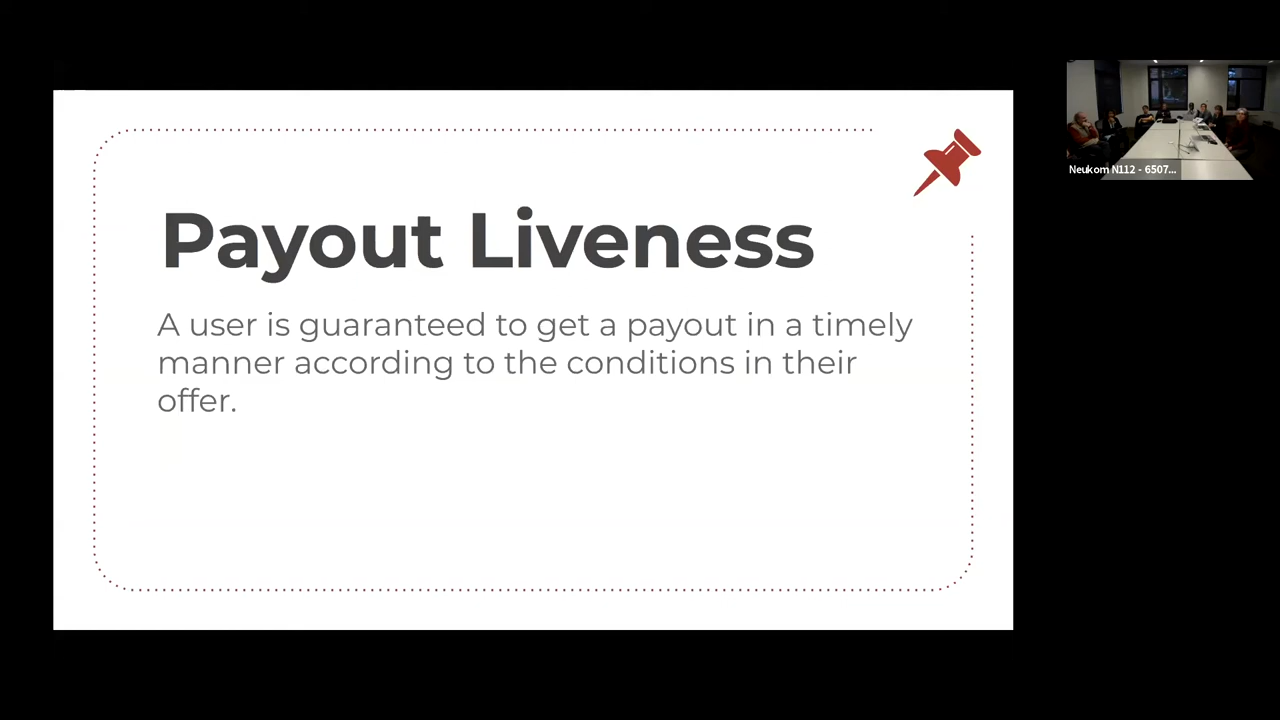 Payout Liveness
A user is guaranteed to get a payout in a timely
manner according to the conditions in their
offer.
Neukom N112 - 6507...